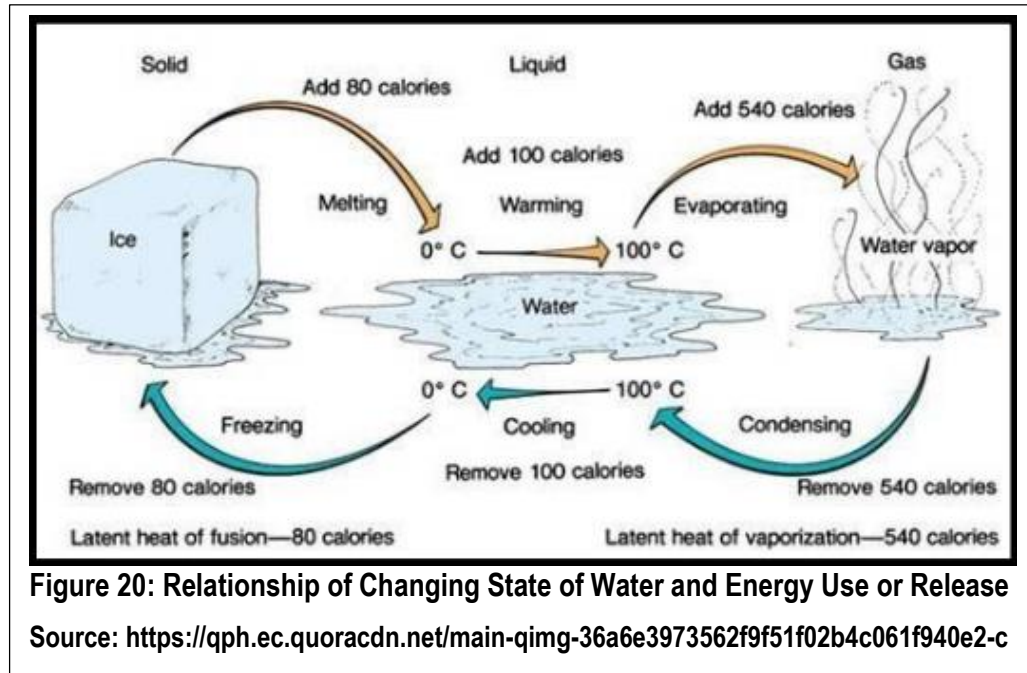 Solid
Liquid
Gas
Add 80 calories
Add 540 calories
Add 100 calories
Melting
Warming
Evaporating
Ice
0° C
100° C
Water vapor
Water
0° C
100° C
Freezing
Cooling
Condensing
Remove 80 calories
Remove 100 calories
Remove 540 calories
Latent heat of fusion—80 calories
Latent heat of vaporization—540 calories
Figure 20: Relationship of Changing State of Water and Energy Use or Release
Source: https://qph.ec.quoracdn.net/main-qimg-36a6e3973562f9f51f02b4c061f940e2-c